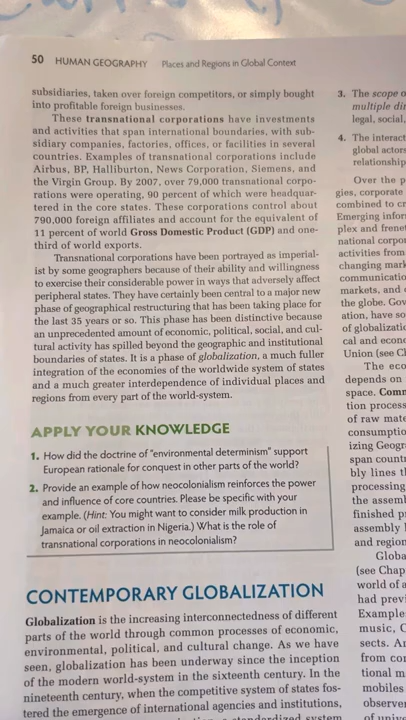 50 HUMAN GEOGRAPHY Places and Regions in Global Context
subsidiaries, taken over foreign competitors, or simply bought
into profitable foreign businesses.
These transnational corporations have investments
and activities that span international boundaries, with sub-
sidiary companies, factories, offices, or facilities in several
countries. Examples of transnational corporations include
Airbus, BP, Halliburton, News Corporation, Siemens, and
the Virgin Group. By 2007, over 79,000 transnational corpo-
rations were operating, 90 percent of which were headquar-
tered in the core states. These corporations control about
790,000 foreign affiliates and account for the equivalent of
11 percent of world Gross Domestic Product (GDP) and one-
third of world exports.
Transnational corporations have been portrayed as imperial-
ist by some geographers because of their ability and willingness
to exercise their considerable power in ways that adversely affect
peripheral states. They have certainly been central to a major new
phase of geographical restructuring that has been taking place for
the last 35 years or so. This phase has been distinctive because
an unprecedented amount of economic, political, social, and cul-
tural activity has spilled beyond the geographic and institutional
boundaries of states. It is a phase of globalization, a much fuller
integration of the economies of the worldwide system of states
and a much greater interdependence of individual places and
regions from every part of the world-system.
APPLY YOUR KNOWLEDGE
1. How did the doctrine of "environmental determinism" support
European rationale for conquest in other parts of the world?
2. Provide an example of how neocolonialism reinforces the power
and influence of core countries. Please be specific with your
example. (Hint: You might want to consider milk production in
Jamaica or oil extraction in Nigeria.) What is the role of
transnational corporations in neocolonialism?
CONTEMPORARY GLOBALIZATION
Globalization is the increasing interconnectedness of different
parts of the world through common processes of economic,
environmental, political, and cultural change. As we have
seen, globalization has been underway since the inception
of the modern world-system in the sixteenth century. In the
nineteenth century, when the competitive system of states fos-
tered the emergence of international agencies and institutions,
3. The scope o
multiple di
legal, social,
4. The interact
global actors
relationship
Over the p
gies, corporate
combined to cr
Emerging infor
plex and frene
national corpor
activities from
changing mark
communicatio
markets, and
the globe. Gov
ation, have so
of globalizatio
cal and econo
Union (see Ch
The eco
depends on
space. Comm
tion process
of raw mate
consumptio
izing Geogr
span countr
bly lines th
processing
the assembl
finished pr
assembly l
and region
Globa
(see Chap
world of a
had previ
Example
music, C
sects. Ar
from cor
tional m
mobiles
observer